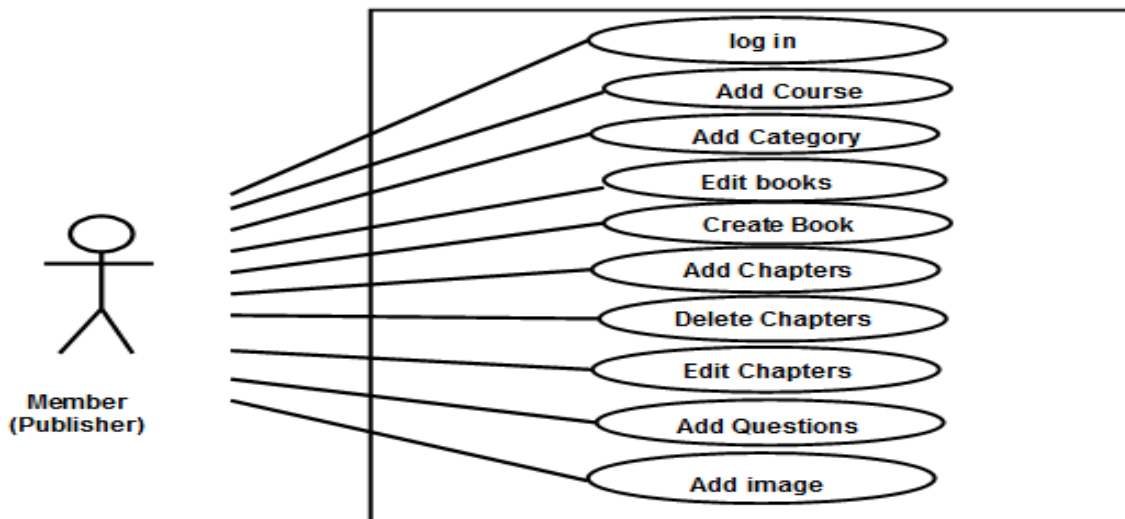 log in
Add Course
Add Category
Edit books
Create Book
Add Chapters
Delete Chapters
Edit Chapters
Add Questions
Add image
Member
(Publisher)